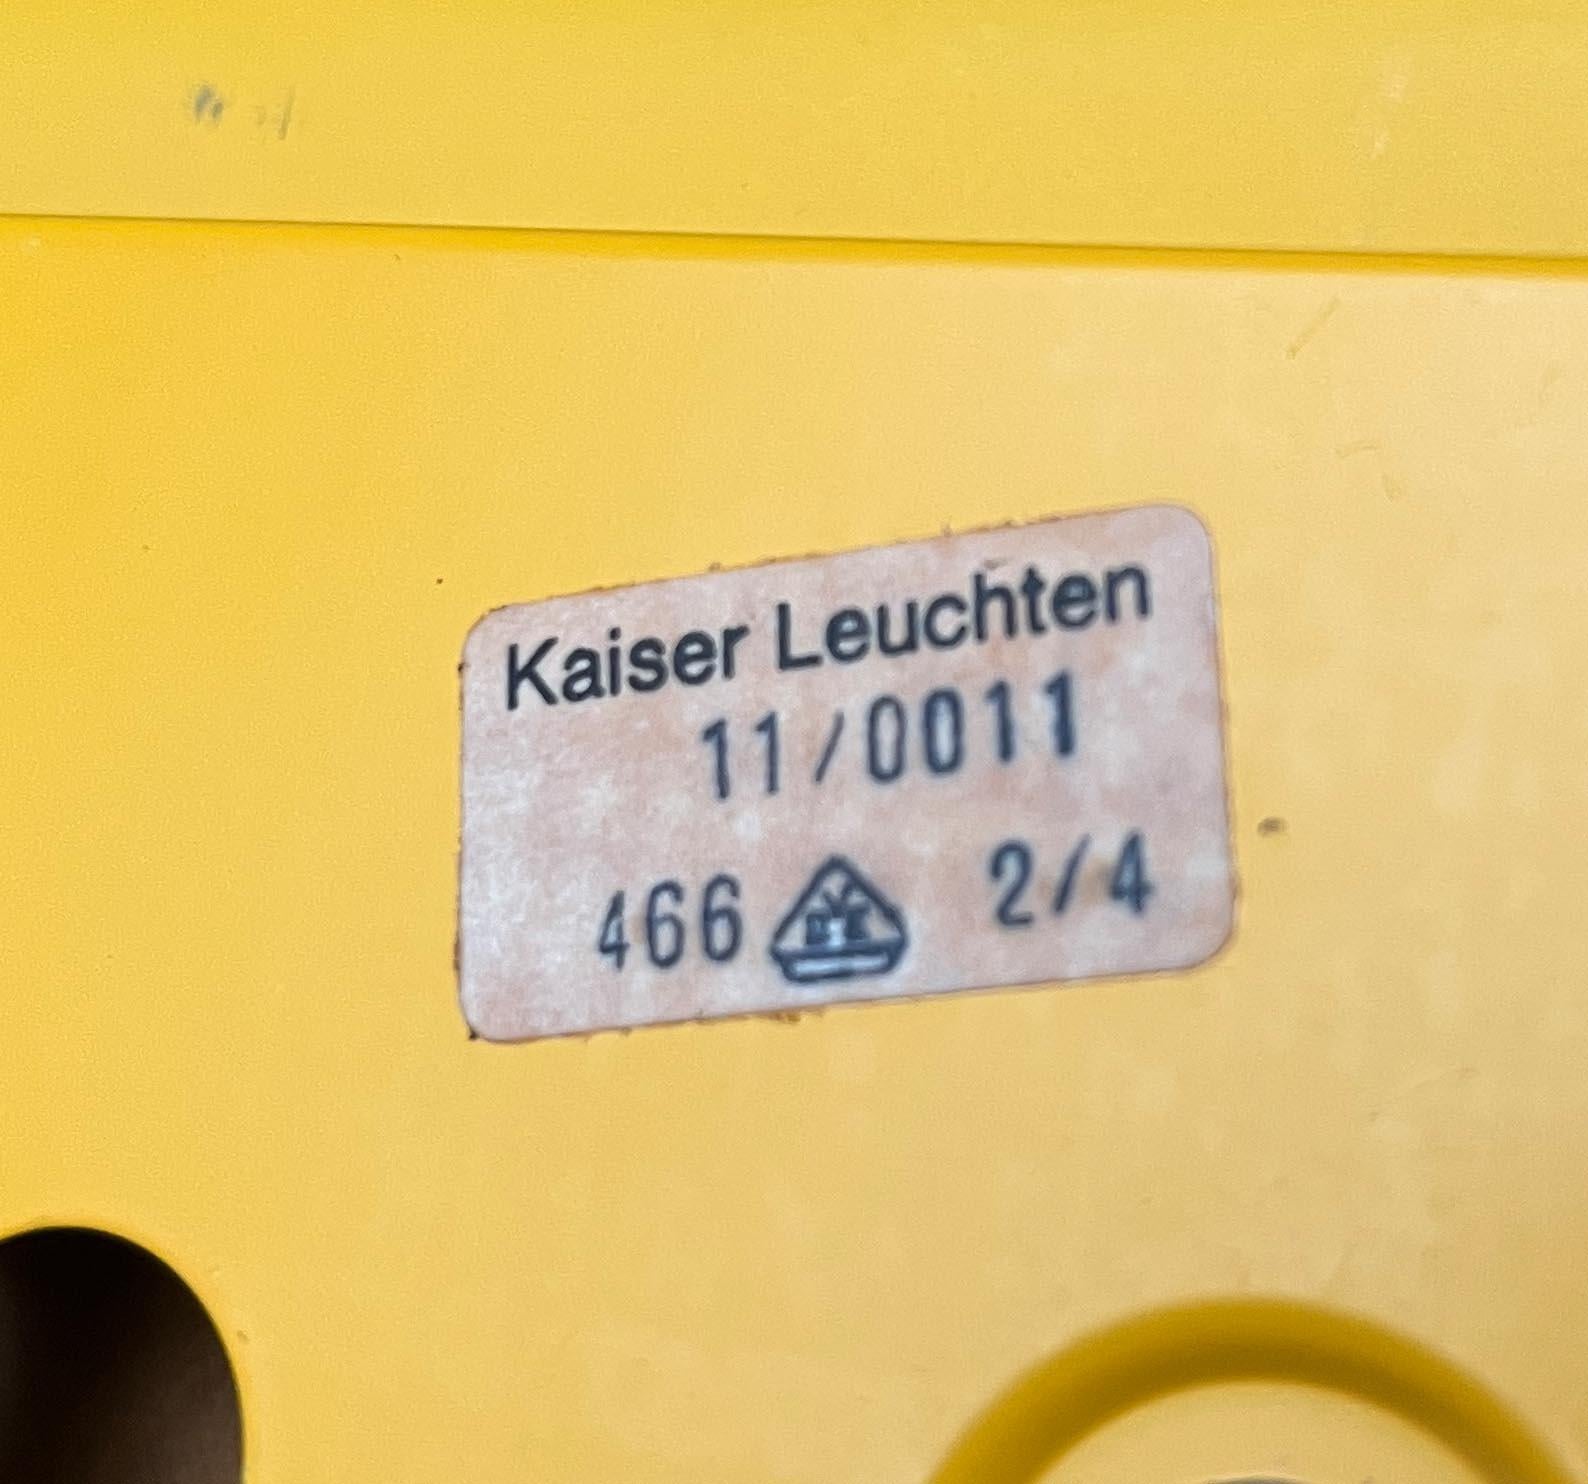 Kaiser Leuchten
11/0011
466 2/4